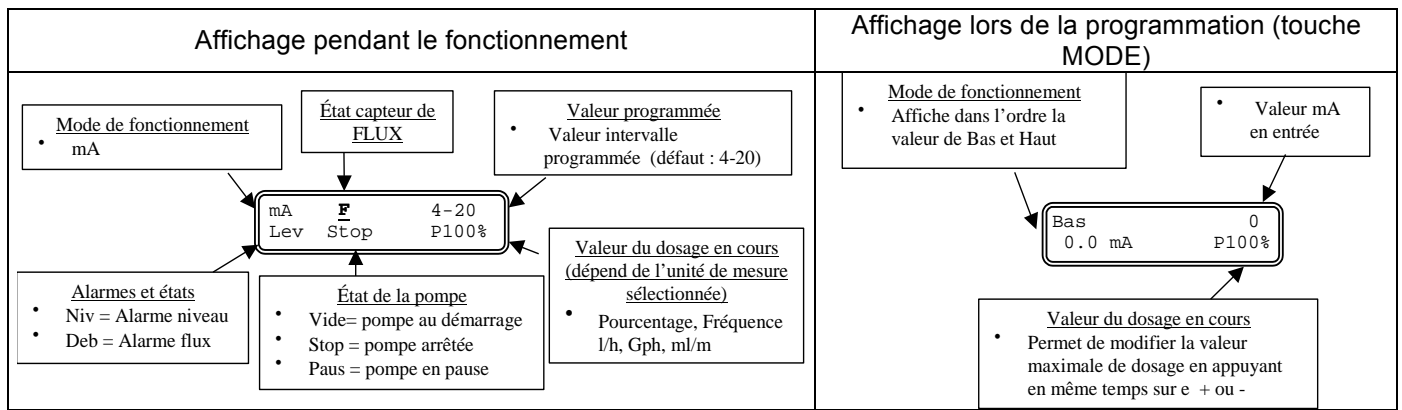 Affichage pendant le fonctionnement
Affichage lors de la programmation (touche
MODE)
Mode de fonctionnement
• mA
État capteur de
FLUX
Valeur programmée
• Valeur intervalle
programmée (défaut : 4-20)
mA F 4-20
Lev Stop P100%
Alarmes et états
• Niv = Alarme niveau
• Deb = Alarme flux
État de la pompe
• Vide= pompe au démarrage
• Stop = pompe arrêtée
• Paus = pompe en pause
Valeur du dosage en cours
(dépend de l’unité de mesure
sélectionnée)
• Pourcentage, Fréquence
l/h, Gph, ml/m
Mode de fonctionnement
• Affiche dans l’ordre la
valeur de Bas et Haut
• Valeur mA
en entrée
Bas 0
0.0 mA P100%
Valeur du dosage en cours
• Permet de modifier la valeur
maximale de dosage en appuyant
en même temps sur e + ou -